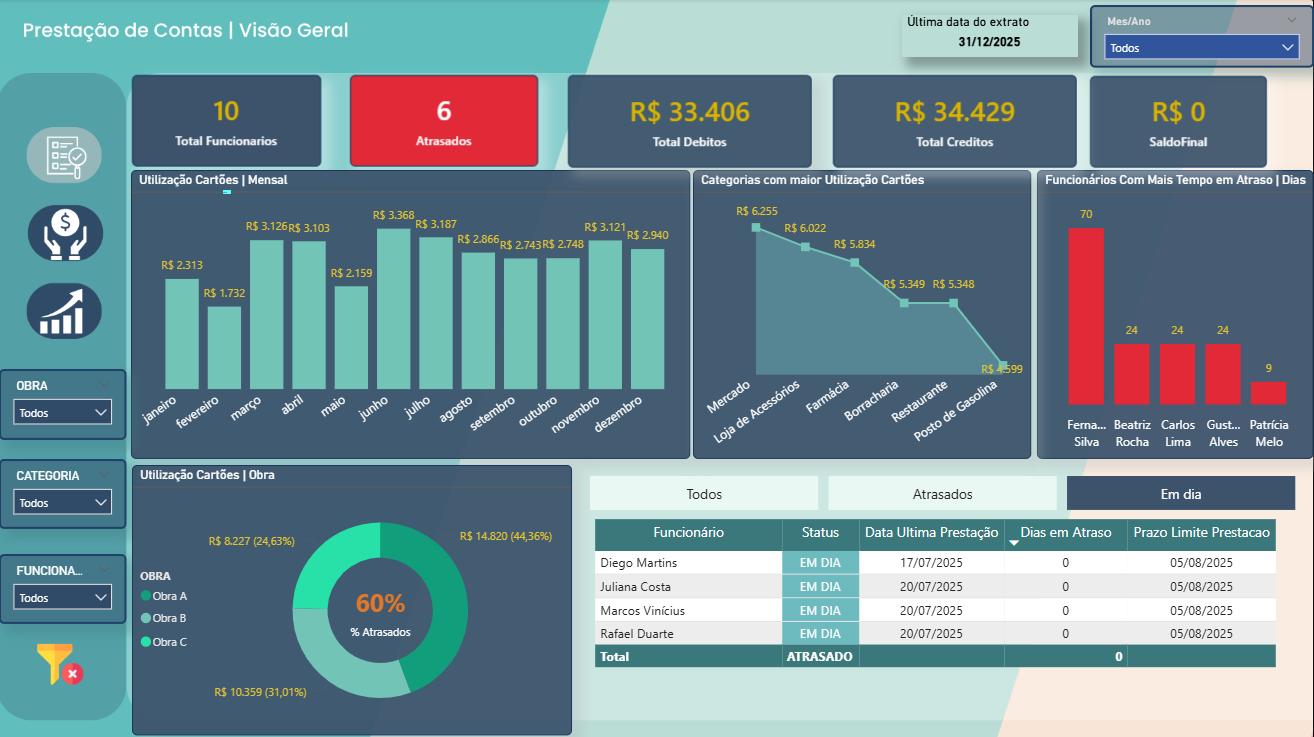 Prestação de Contas | Visão Geral
Última data do extrato
31/12/2025
Mes/Ano
Todos
10
Total Funcionarios
6
Atrasados
R$ 33.406
Total Debitos
R$ 34.429
Total Creditos
R$ 0
SaldoFinal
OBRA
Todos
CATEGORIA
Todos
FUNCIONA...
Todos
Utilização Cartões | Mensal
R$ 2.313
R$ 1.732
R$ 3.126
R$ 3.103
R$ 2.159
R$ 3.368
R$ 3.187
R$ 2.866
R$ 2.743
R$ 2.748
R$ 3.121
R$ 2.940
janeiro
fevereiro
março
abril
maio
junho
julho
agosto
setembro
outubro
novembro
dezembro
Categorias com maior Utilização Cartões
R$ 6.255
R$ 6.022
R$ 5.834
R$ 5.349
R$ 5.348
R$ 4.599
Mercado
Loja de Acessórios
Farmácia
Borracharia
Restaurante
Posto de Gasolina
Funcionários Com Mais Tempo em Atraso | Dias
70
24
24
24
9
Ferna... Silva
Beatriz Rocha
Carlos Lima
Gust... Alves
Patrícia Melo
Utilização Cartões | Obra
R$ 8.227 (24,63%)
R$ 14.820 (44,36%)
R$ 10.359 (31,01%)
OBRA
Obra A
Obra B
Obra C
60%
% Atrasados
Todos
Atrasados
Em dia
Funcionário Status Data Ultima Prestação Dias em Atraso Prazo Limite Prestacao
Diego Martins EM DIA 17/07/2025 0 05/08/2025
Juliana Costa EM DIA 20/07/2025 0 05/08/2025
Marcos Vinícius EM DIA 20/07/2025 0 05/08/2025
Rafael Duarte EM DIA 20/07/2025 0 05/08/2025
Total ATRASADO 0